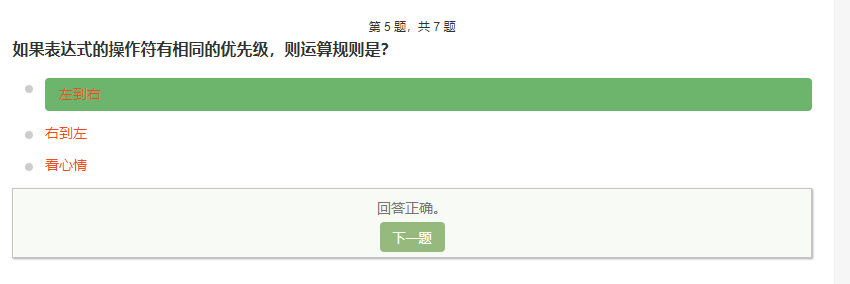 第 5 题，共 7 题
如果表达式的操作符有相同的优先级，则运算规则是?
左到右
右到左
看心情
回答正确。
下一题